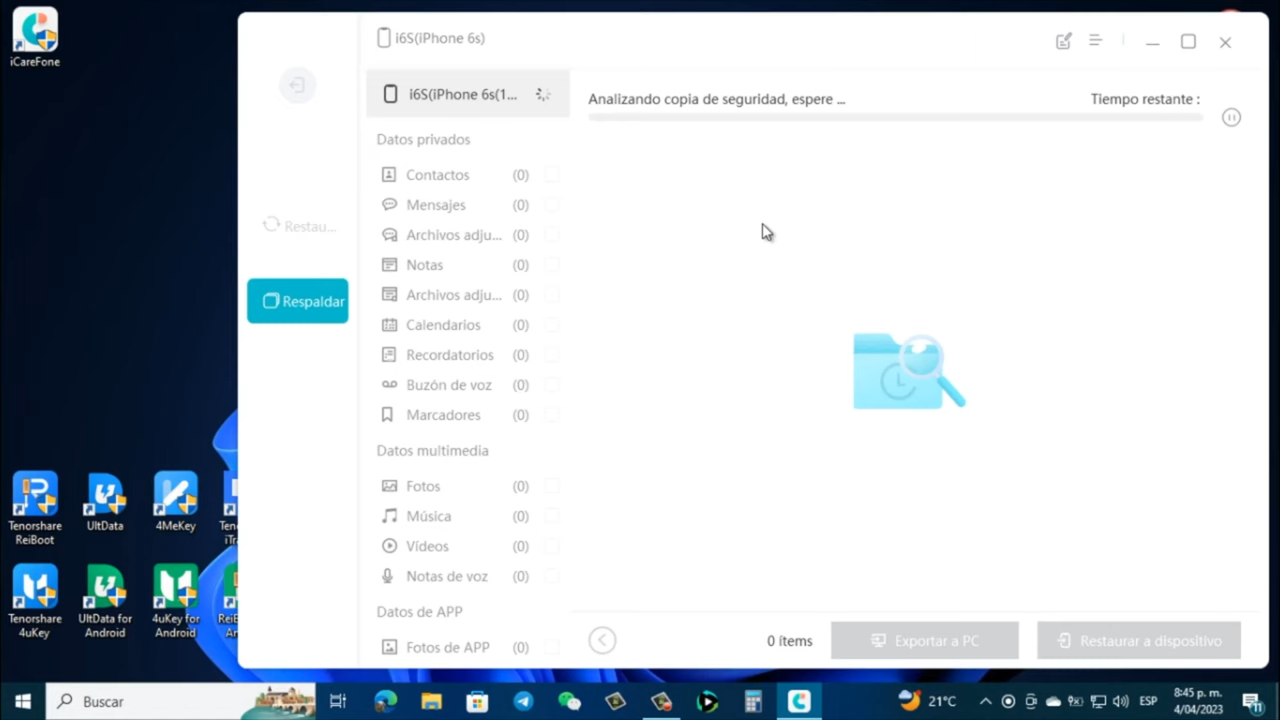 iCareFone
i6S(iPhone 6s)
i6S(iPhone 6s(1...
Analizando copia de seguridad, espere ...
Tiempo restante :
Datos privados
Contactos (0)
Mensajes (0)
Archivos adju... (0)
Restau...
Notas (0)
Archivos adju... (0)
Respaldar
Calendarios (0)
Recordatorios (0)
Buzón de voz (0)
Marcadores (0)
Datos multimedia
Fotos (0)
Música (0)
Vídeos (0)
Notas de voz (0)
Datos de APP
Fotos de APP (0)
0 ítems
Exportar a PC
Restaurar a dispositivo
Tenorshare
ReiBoot
UltData
4MeKey
Tenorshare
4uKey
UltData for
Android
4uKey for
Android
Buscar
21°C
ESP
8:45 p. m.
4/04/2023